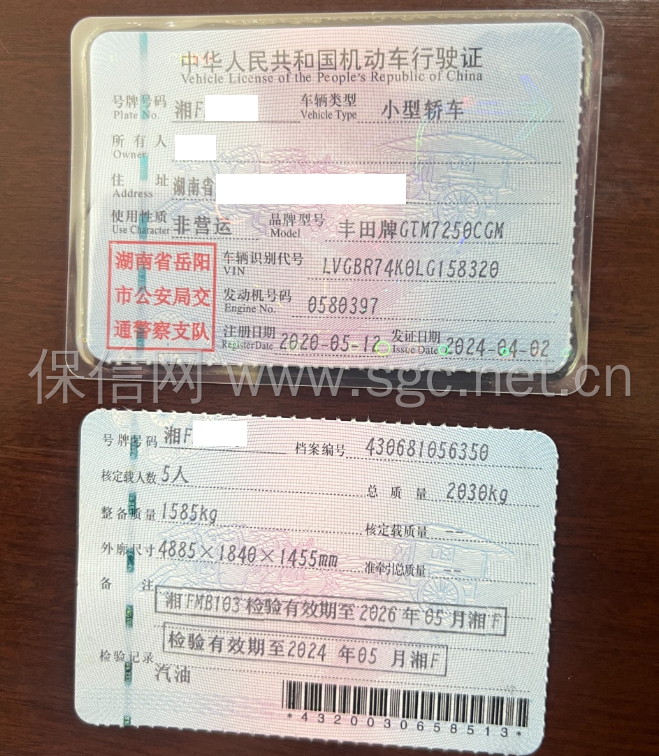 中华人民共和国机动车行驶证
Vehicle License of the People's Republic of China
号牌号码 湘F 车辆类型 小型轿车
Plate No. Vehicle Type
所有人
Owner
住址 湖南省
Address
使用性质 非营运 品牌型号 丰田牌GTM7250CGM
Use Character Model
湖南省岳阳
市公安局交
通警察支队
车辆识别代号 LVGBR74K0LG158320
VIN
发动机号码 0580397
Engine No.
注册日期 2020-05-12 发证日期 2024-04-02
Register Date Issue Date
保信网 www.sgc.net.cn
号牌号码 湘F 档案编号 430681056350
核定载人数 5人 总质量 2030kg
整备质量 1585kg 核定载质量 --
外廓尺寸 4885×1840×1455mm 准牵引总质量 --
备注
湘FMB103 检验有效期至2026年05月湘F
检验有效期至2024 年05 月湘F
检验记录
汽油
*4320030658513*